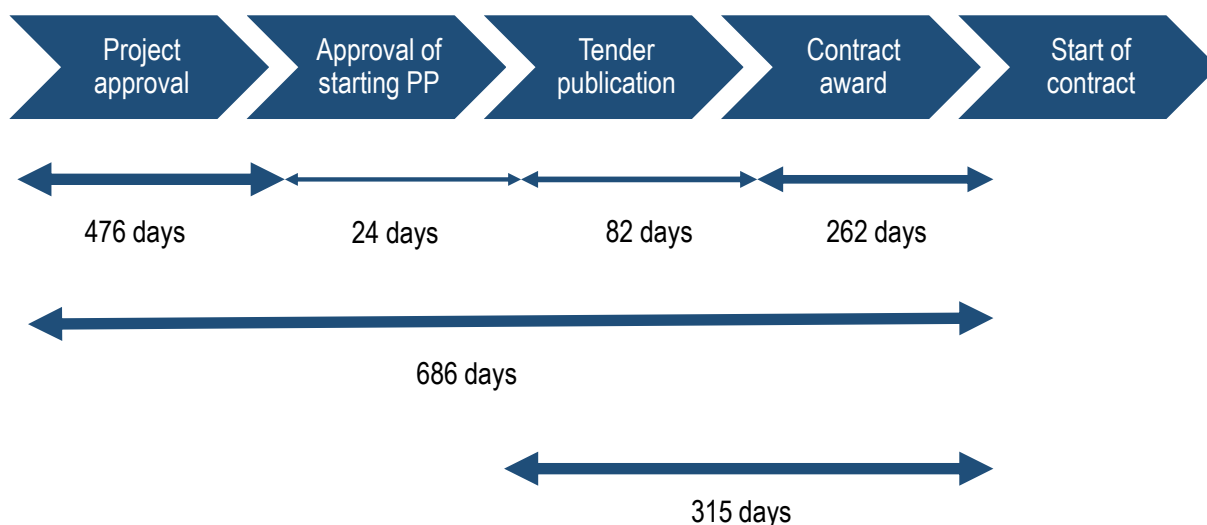 Project
approval
Approval of
starting PP
Tender
publication
Contract
award
Start of
contract
476 days
24 days
82 days
262 days
686 days
315 days